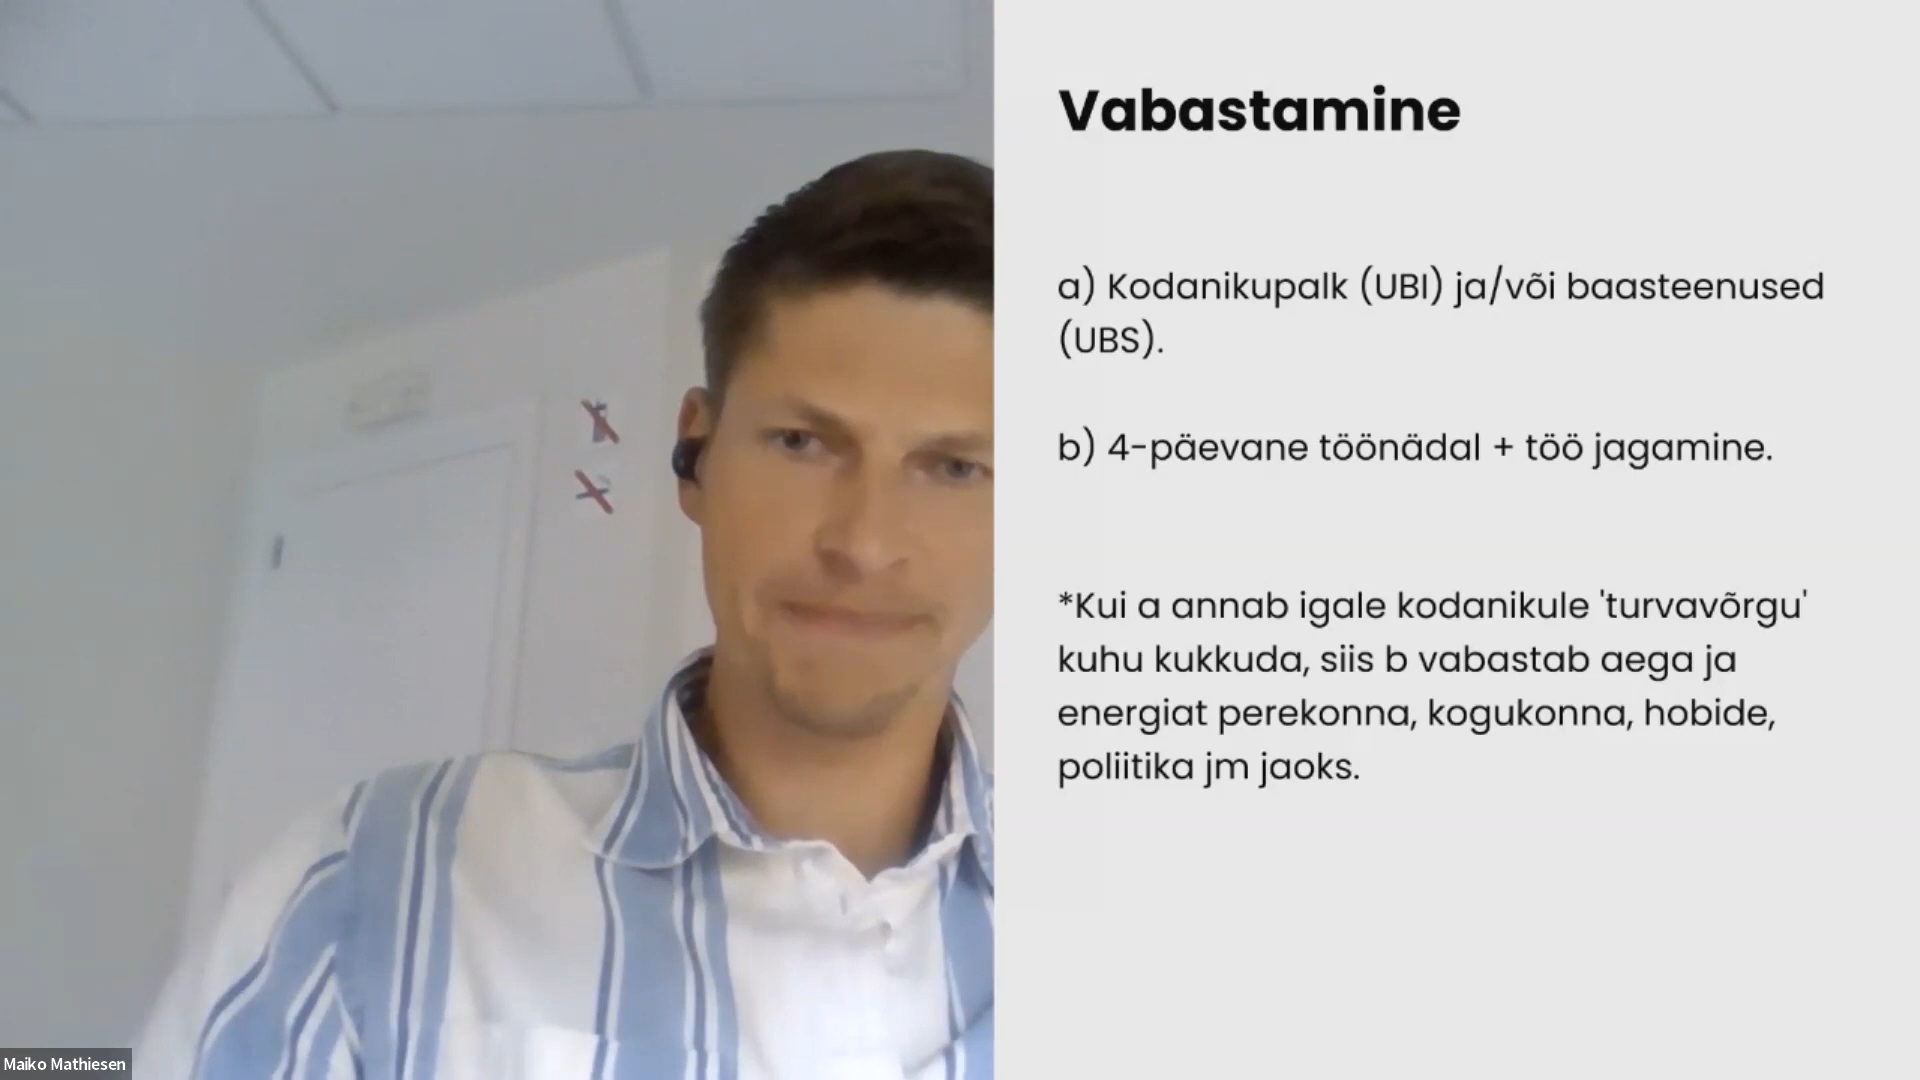 Vabastamine
a) Kodanikupalk (UBI) ja/või baasteenused
(UBS).
b) 4-päevane töönädal + töö jagamine.
*Kui a annab igale kodanikule 'turvavõrgu'
kuhu kukkuda, siis b vabastab aega ja
energiat perekonna, kogukonna, hobide,
poliitika jm jaoks.
Maiko Mathiesen